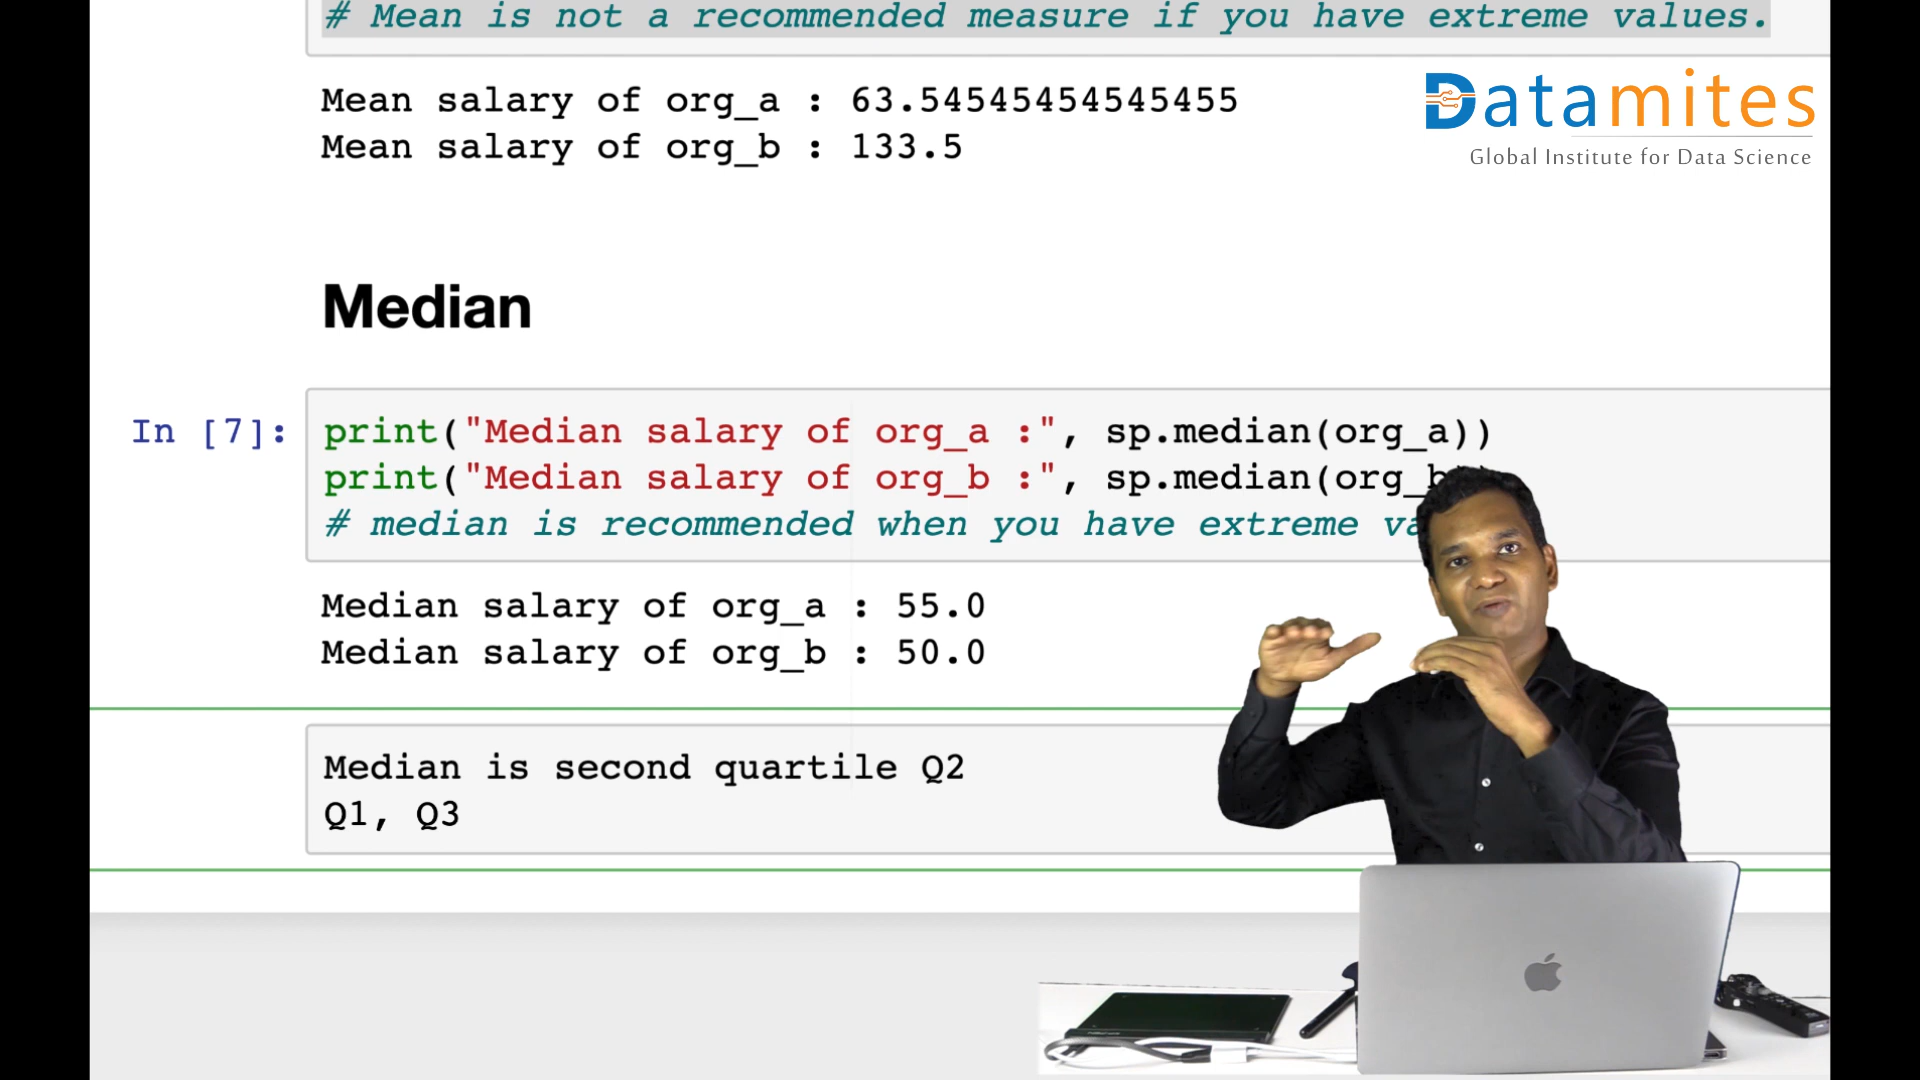 # Mean is not a recommended measure if you have extreme values.
Mean salary of org_a : 63.54545454545455
Mean salary of org_b : 133.5
Datamites
Global Institute for Data Science
Median
In [7]:
print("Median salary of org_a :", sp.median(org_a))
print("Median salary of org_b :", sp.median(org_b
# median is recommended when you have extreme
Median salary of org_a : 55.0
Median salary of org_b : 50.0
Median is second quartile Q2
Q1, Q3